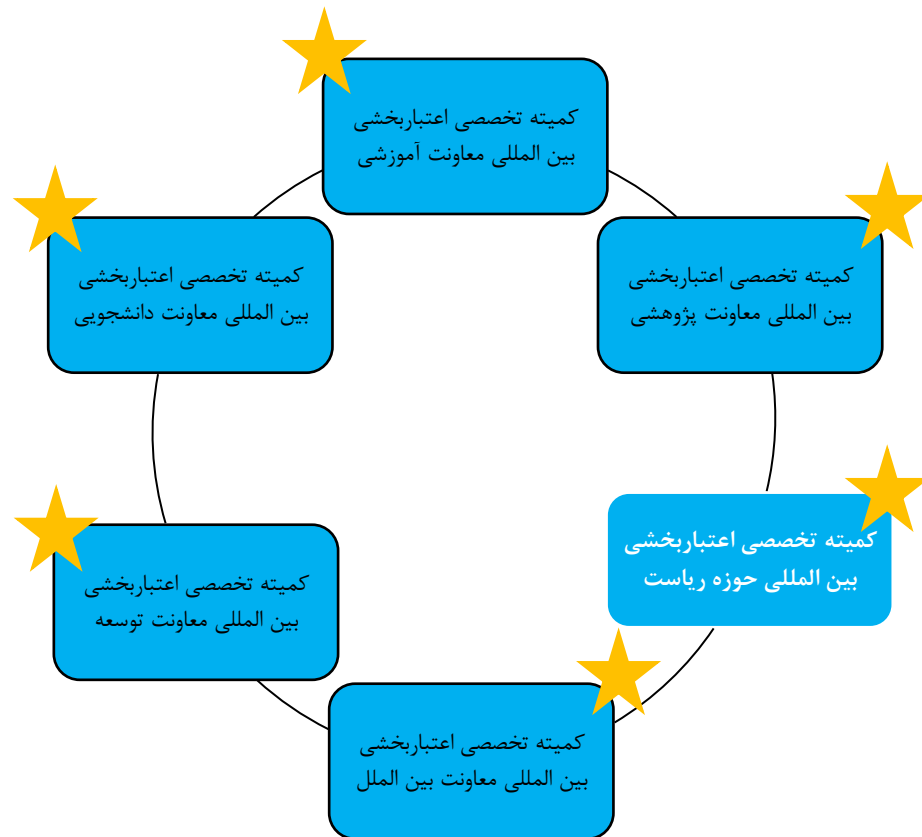 کمیته تخصصی اعتباربخشی
بین المللی معاونت آموزشی
کمیته تخصصی اعتباربخشی
بین المللی معاونت پژوهشی
کمیته تخصصی اعتباربخشی
بین المللی حوزه ریاست
کمیته تخصصی اعتباربخشی
بین المللی معاونت بین الملل
کمیته تخصصی اعتباربخشی
بین المللی معاونت توسعه
کمیته تخصصی اعتباربخشی
بین المللی معاونت دانشجویی